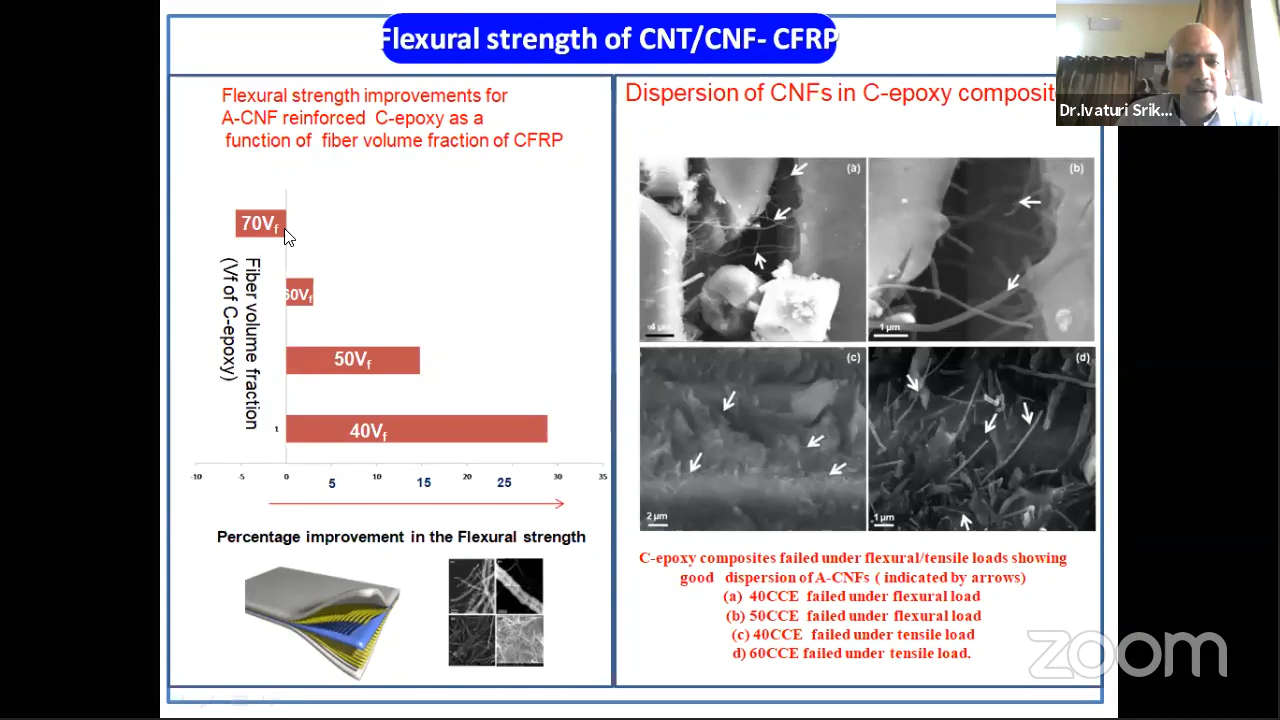 Flexural strength of CNT/CNF- CFRP
Flexural strength improvements for
A-CNF reinforced C-epoxy as a
function of fiber volume fraction of CFRP
70Vf
60Vf
50Vf
40Vf
Fiber volume fraction
(Vf of C-epoxy)
1
-10 -5 0 5 10 15 25 30 35
Percentage improvement in the Flexural strength
Dispersion of CNFs in C-epoxy
Dr.Ivaturi Srik...
(a)
4 µm
(b)
1 µm
(c)
2 µm
(d)
1 µm
C-epoxy composites failed under flexural/tensile loads showing
good dispersion of A-CNFs ( indicated by arrows)
(a) 40CCE failed under flexural load
(b) 50CCE failed under flexural load
(c) 40CCE failed under tensile load
d) 60CCE failed under tensile load.
zoom